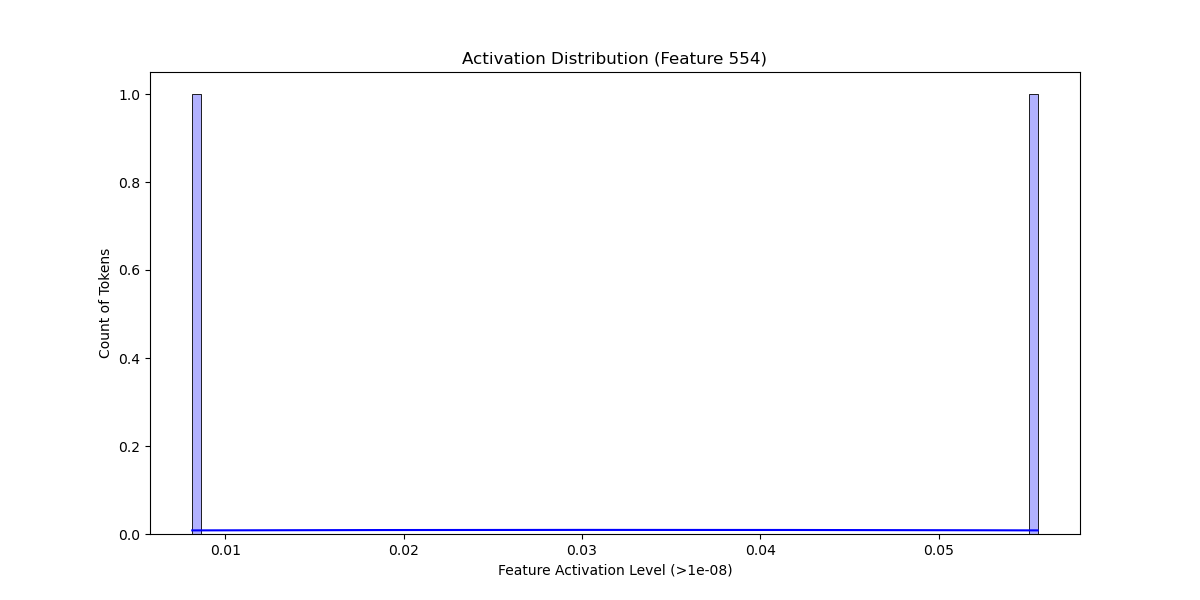 Activation Distribution (Feature 554)
Count of Tokens
1.0
0.8
0.6
0.4
0.2
0.0
0.01 0.02 0.03 0.04 0.05
Feature Activation Level (>1e-08)